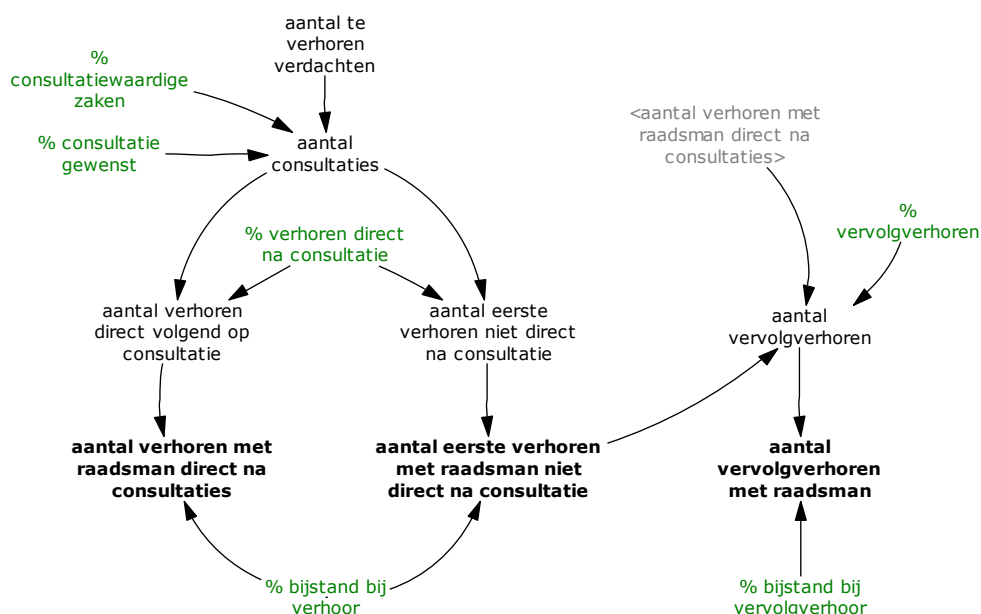 aantal te
verhoren
verdachten
%
consultatiewaardige
zaken
% consultatie
gewenst
aantal
consultaties
<aantal verhoren met
raadsman direct na
consultaties>
%
vervolgverhoren
% verhoren direct
na consultatie
aantal verhoren
direct volgend op
consultatie
aantal eerste
verhoren niet direct
na consultatie
aantal
vervolgverhoren
aantal verhoren met
raadsman direct na
consultaties
aantal eerste verhoren
met raadsman niet
direct na consultatie
aantal
vervolgverhoren
met raadsman
% bijstand bij
verhoor
% bijstand bij
vervolgverhoor